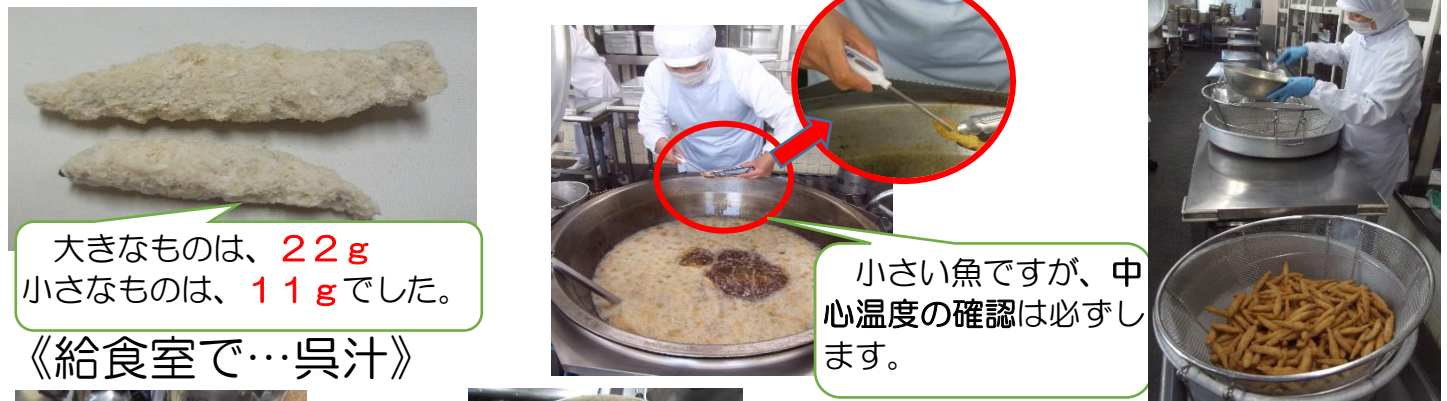 大きなものは、２２ｇ
小さなものは、１１ｇでした。
小さい魚ですが、中
心温度の確認は必ずし
ます。
《給食室で…呉汁》